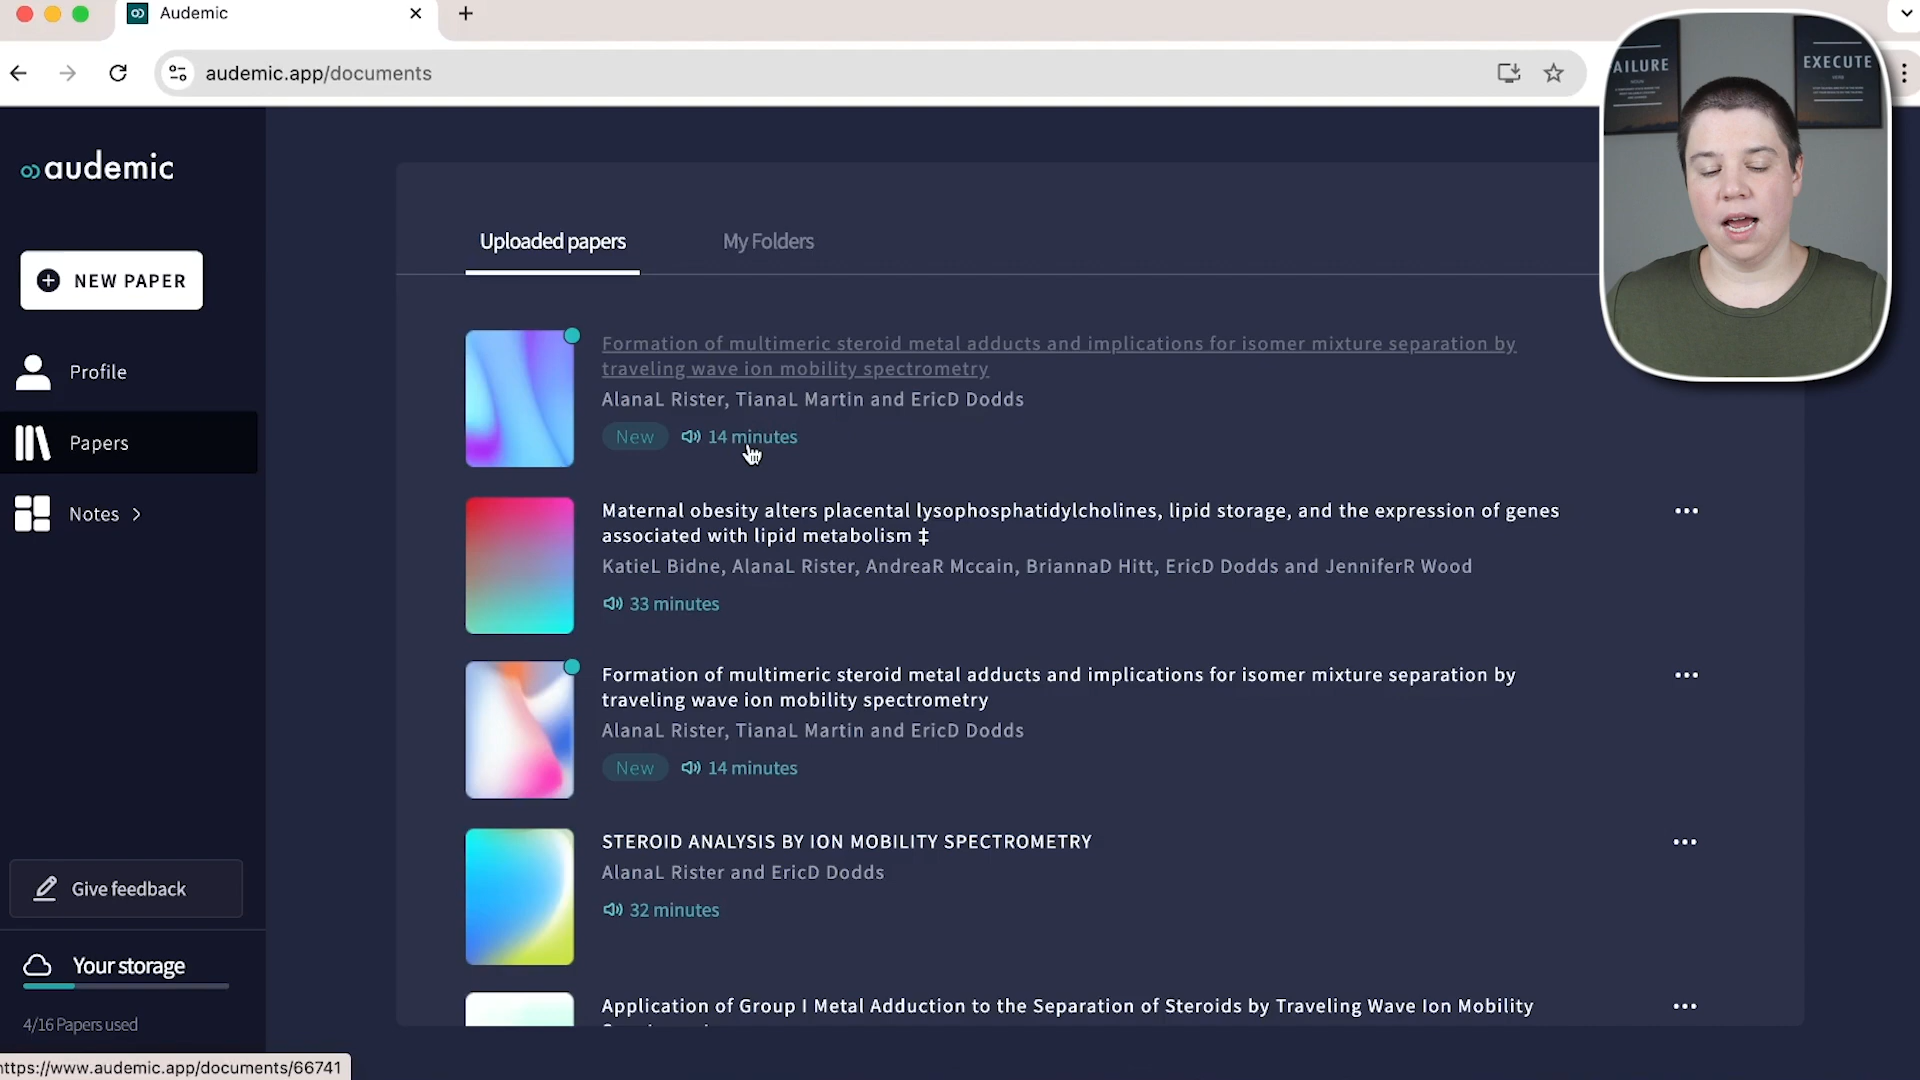 Audemic
audemic.app/documents
AILURE
EXECUTE
audemic
NEW PAPER
Profile
Papers
Notes
Uploaded papers
My Folders
Formation of multimeric steroid metal adducts and implications for isomer mixture separation by
traveling wave ion mobility spectrometry
AlanaL Rister, TianaL Martin and EricD Dodds
New
14 minutes
Maternal obesity alters placental lysophosphatidylcholines, lipid storage, and the expression of genes
associated with lipid metabolism ‡
KatieL Bidne, AlanaL Rister, AndreaR Mccain, BriannaD Hitt, EricD Dodds and JenniferR Wood
33 minutes
Formation of multimeric steroid metal adducts and implications for isomer mixture separation by
traveling wave ion mobility spectrometry
AlanaL Rister, TianaL Martin and EricD Dodds
New
14 minutes
STEROID ANALYSIS BY ION MOBILITY SPECTROMETRY
AlanaL Rister and EricD Dodds
32 minutes
Application of Group I Metal Adduction to the Separation of Steroids by Traveling Wave Ion Mobility
Give feedback
Your storage
4/16 Papers used
https://www.audemic.app/documents/66741